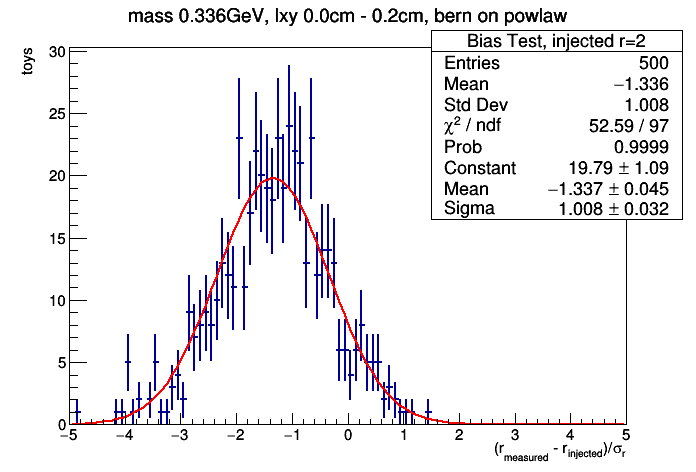 mass 0.336GeV, lxy 0.0cm - 0.2cm, bern on powlaw
Bias Test, injected r=2
Entries 500
Mean −1.336
Std Dev 1.008
χ² / ndf 52.59 / 97
Prob 0.9999
Constant 19.79 ± 1.09
Mean −1.337 ± 0.045
Sigma 1.008 ± 0.032
toys
30
25
20
15
10
5
0
−5 −4 −3 −2 −1 0 1 2 3 4 5
(r_measured - r_injected)/σ_r